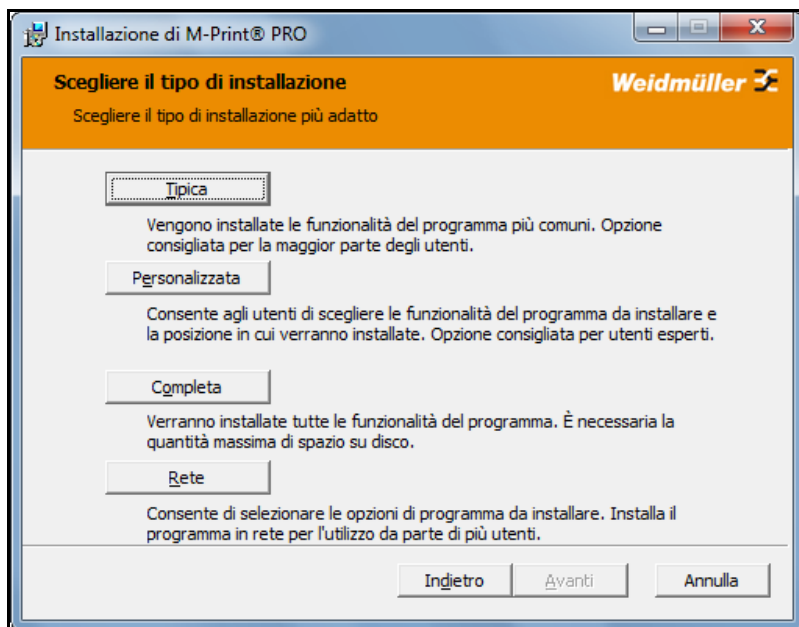 Installazione di M-Print® PRO
Scegliere il tipo di installazione
Weidmüller
Scegliere il tipo di installazione più adatto
Tipica
Vengono installate le funzionalità del programma più comuni. Opzione
consigliata per la maggior parte degli utenti.
Personalizzata
Consente agli utenti di scegliere le funzionalità del programma da installare e
la posizione in cui verranno installate. Opzione consigliata per utenti esperti.
Completa
Verranno installate tutte le funzionalità del programma. È necessaria la
quantità massima di spazio su disco.
Rete
Consente di selezionare le opzioni di programma da installare. Installa il
programma in rete per l'utilizzo da parte di più utenti.
Indietro
Avanti
Annulla